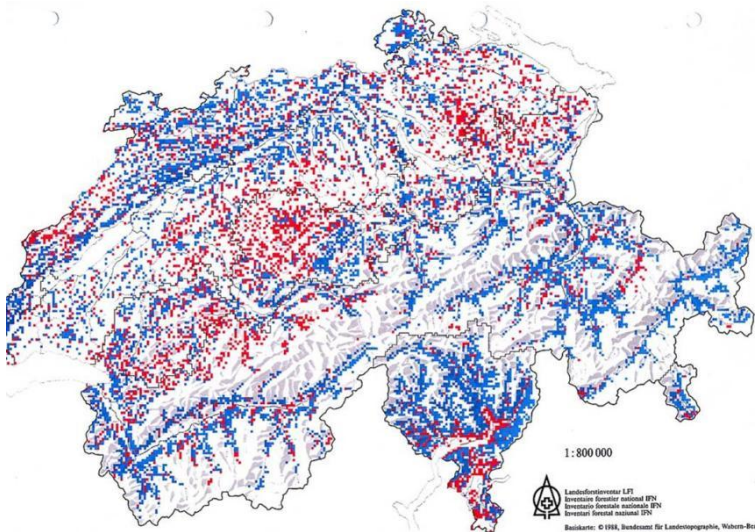 1:800 000
Landesforstinventar LFI
Inventaire forestier national IFN
Inventario forestale nazionale IFN
Inventari forestal naziunal IFN
Basiskarte: © 1988, Bundesamt für Landestopographie, Wabern-Be